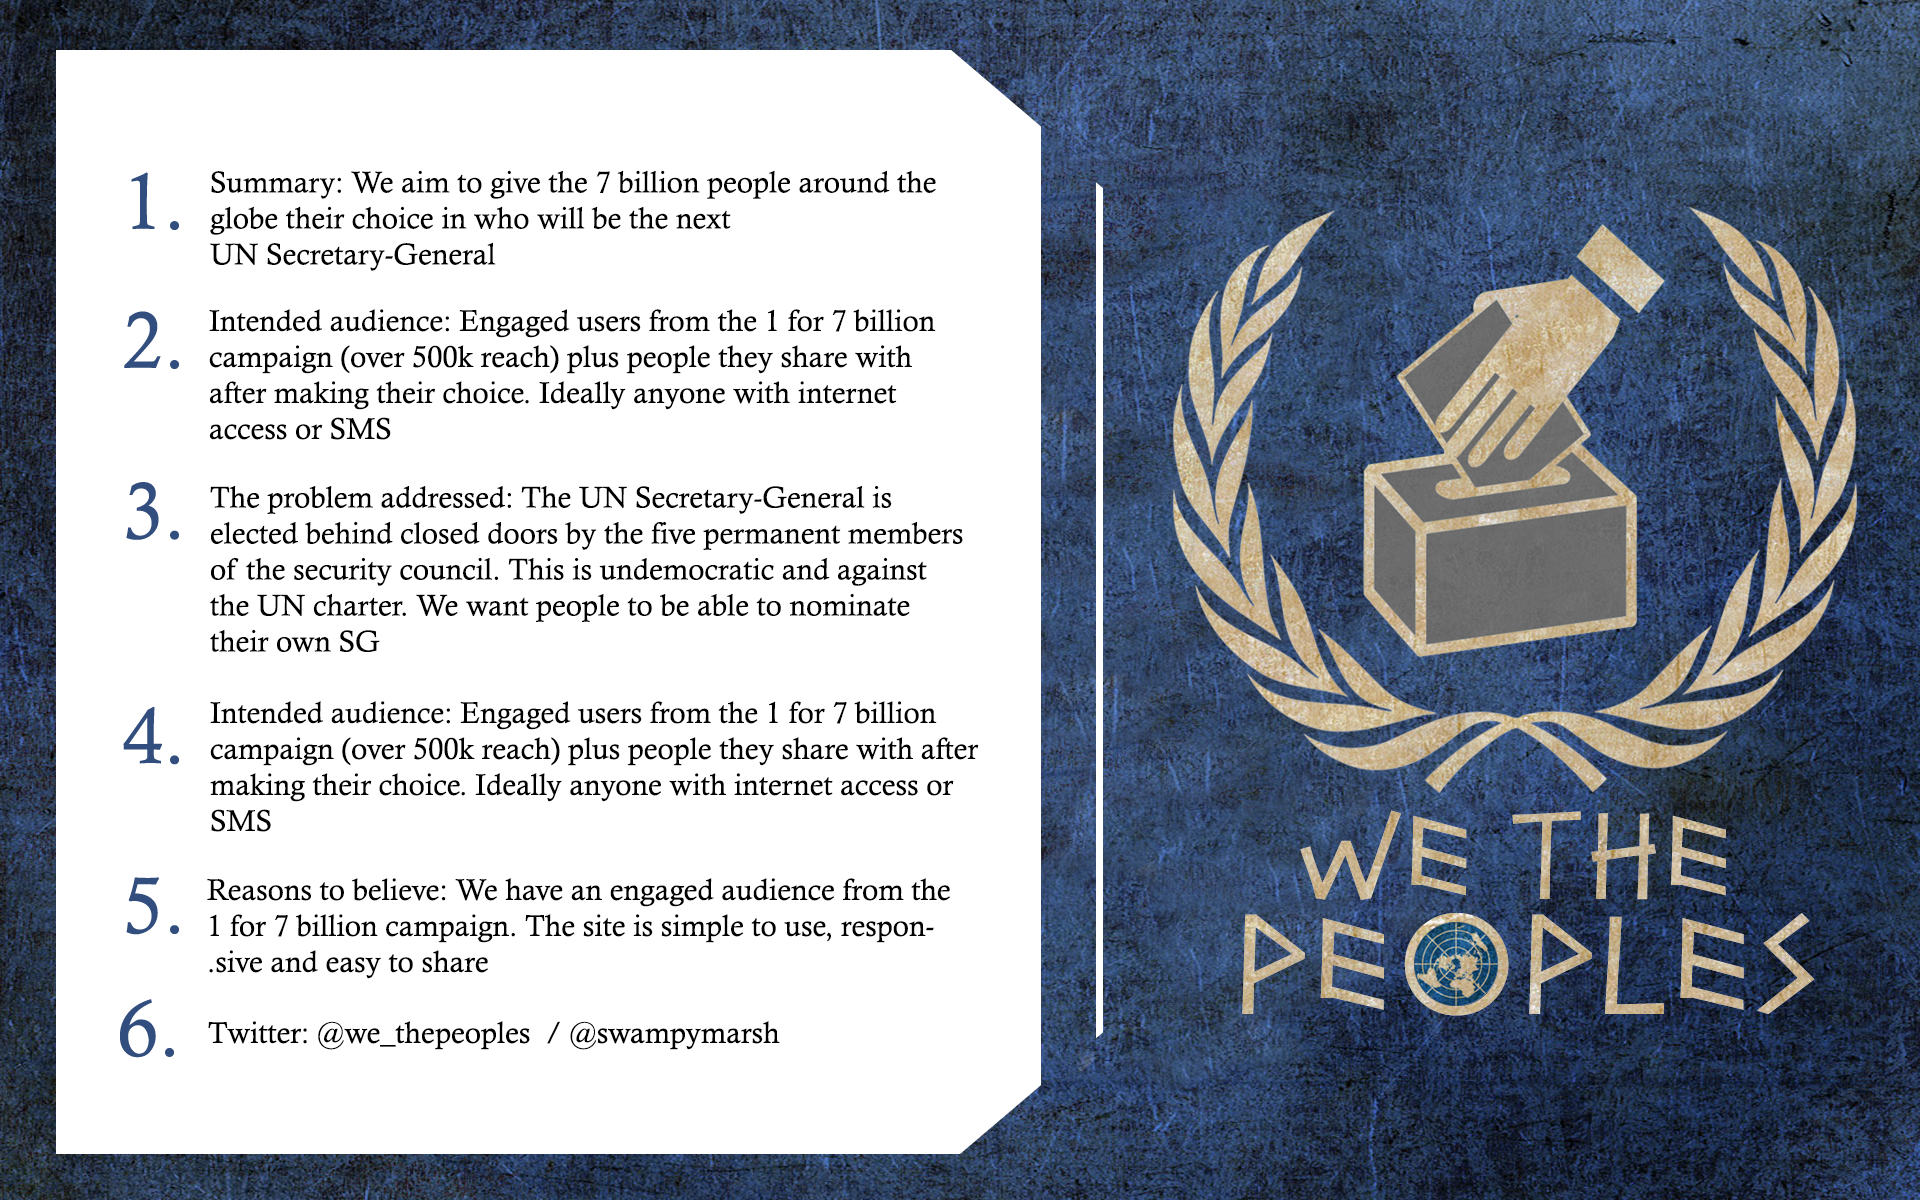 1. Summary: We aim to give the 7 billion people around the
globe their choice in who will be the next
UN Secretary-General
2. Intended audience: Engaged users from the 1 for 7 billion
campaign (over 500k reach) plus people they share with
after making their choice. Ideally anyone with internet
access or SMS
3. The problem addressed: The UN Secretary-General is
elected behind closed doors by the five permanent members
of the security council. This is undemocratic and against
the UN charter. We want people to be able to nominate
their own SG
4. Intended audience: Engaged users from the 1 for 7 billion
campaign (over 500k reach) plus people they share with after
making their choice. Ideally anyone with internet access or
SMS
5. Reasons to believe: We have an engaged audience from the
1 for 7 billion campaign. The site is simple to use, respon-
.sive and easy to share
6. Twitter: @we_thepeoples / @swampymarsh
WE THE
PEOPLES